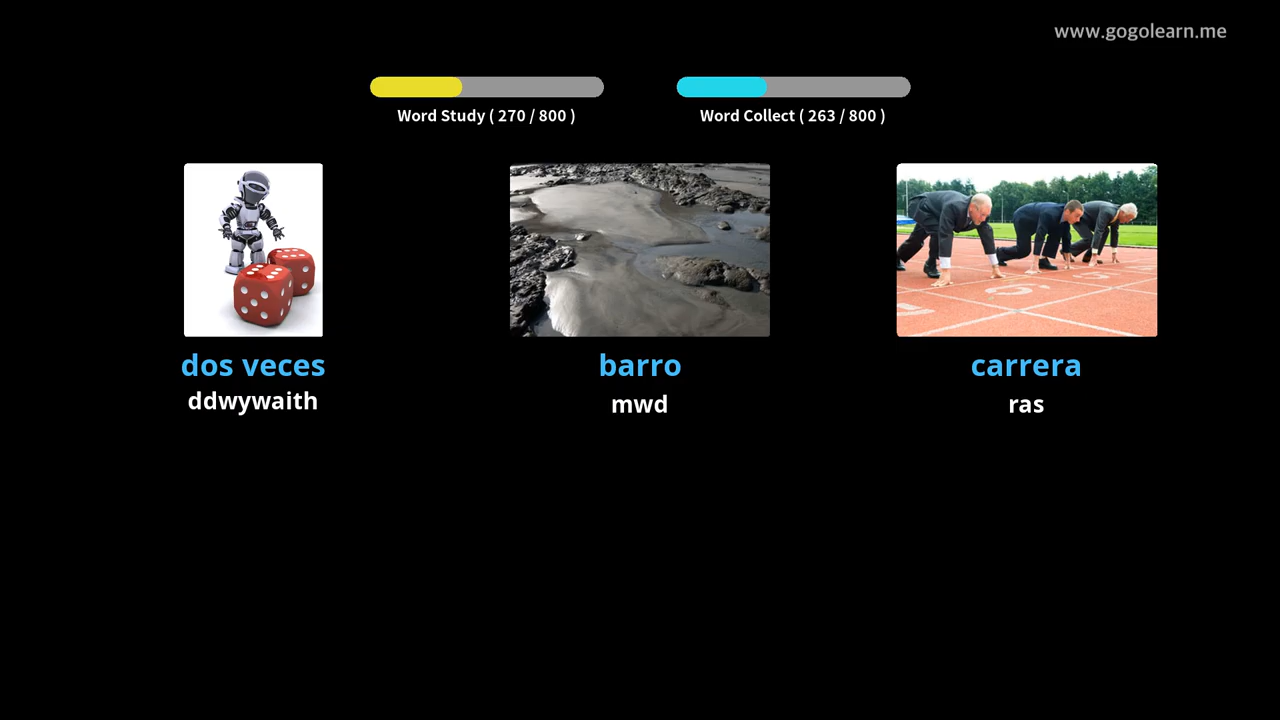 www.gogolearn.me
Word Study ( 270 / 800 )
Word Collect ( 263 / 800 )
dos veces
ddwywaith
barro
mwd
carrera
ras